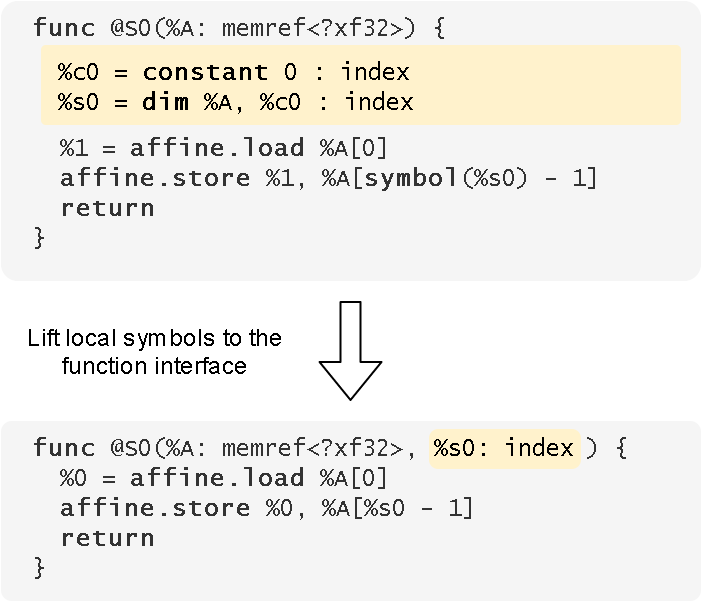 func @S0(%A: memref<?xf32>) {
%c0 = constant 0 : index
%s0 = dim %A, %c0 : index
%1 = affine.load %A[0]
affine.store %1, %A[symbol(%s0) - 1]
return
}
Lift local symbols to the
function interface
func @S0(%A: memref<?xf32>, %s0: index ) {
%0 = affine.load %A[0]
affine.store %0, %A[%s0 - 1]
return
}